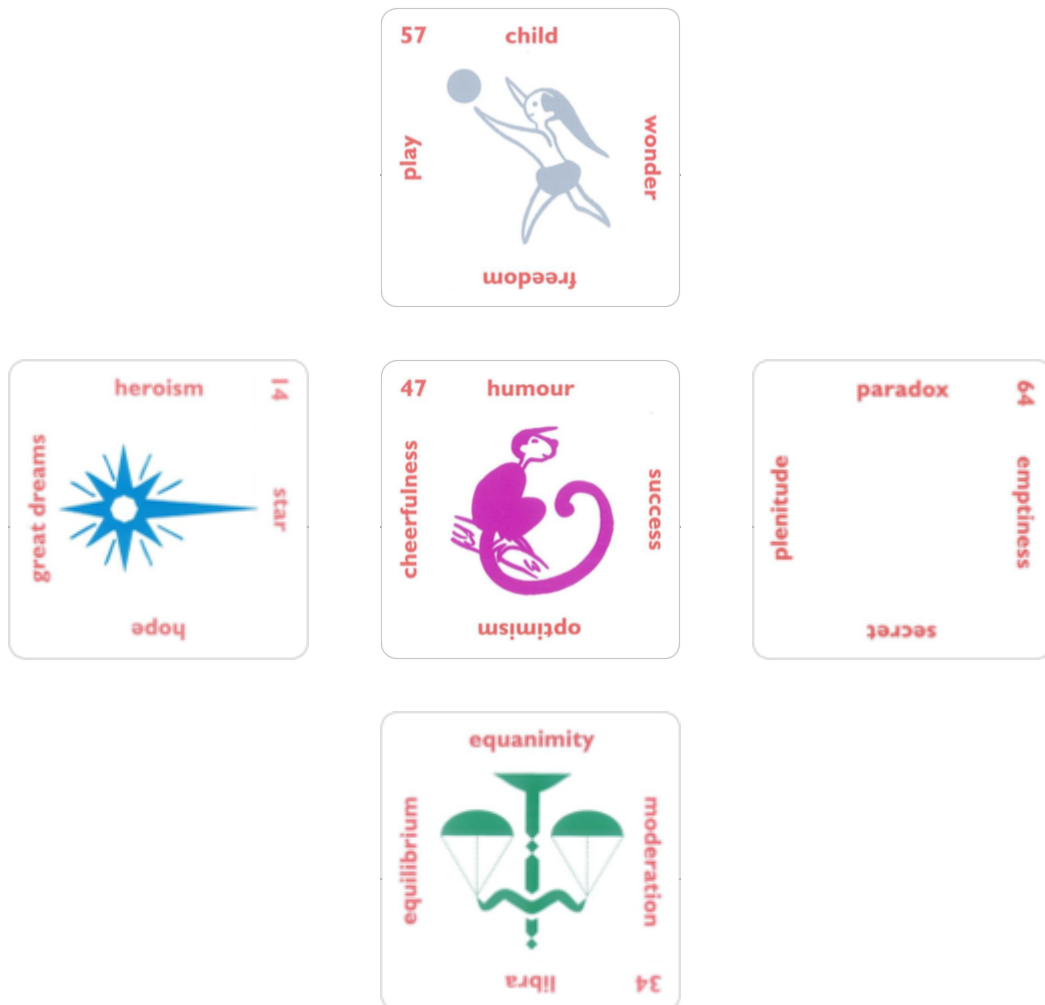 57
child
play
wonder
freedom
heroism
14
great dreams
star
hope
47
humour
cheerfulness
success
optimism
paradox
64
plenitude
emptiness
secret
equanimity
equilibrium
moderation
libra
34